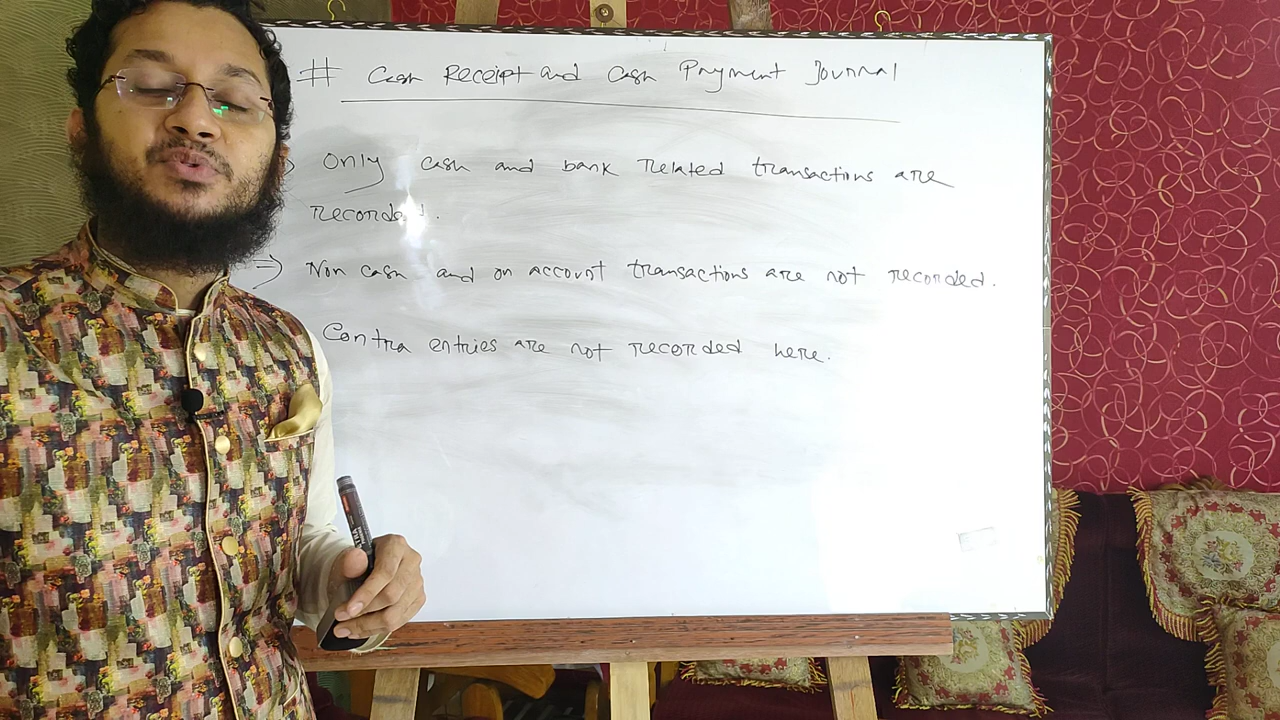 # Cash Receipt and Cash Payment Journal
Only cash and bank related transactions are
recorded.
=> Non cash and on account transactions are not recorded.
Contra entries are not recorded here.